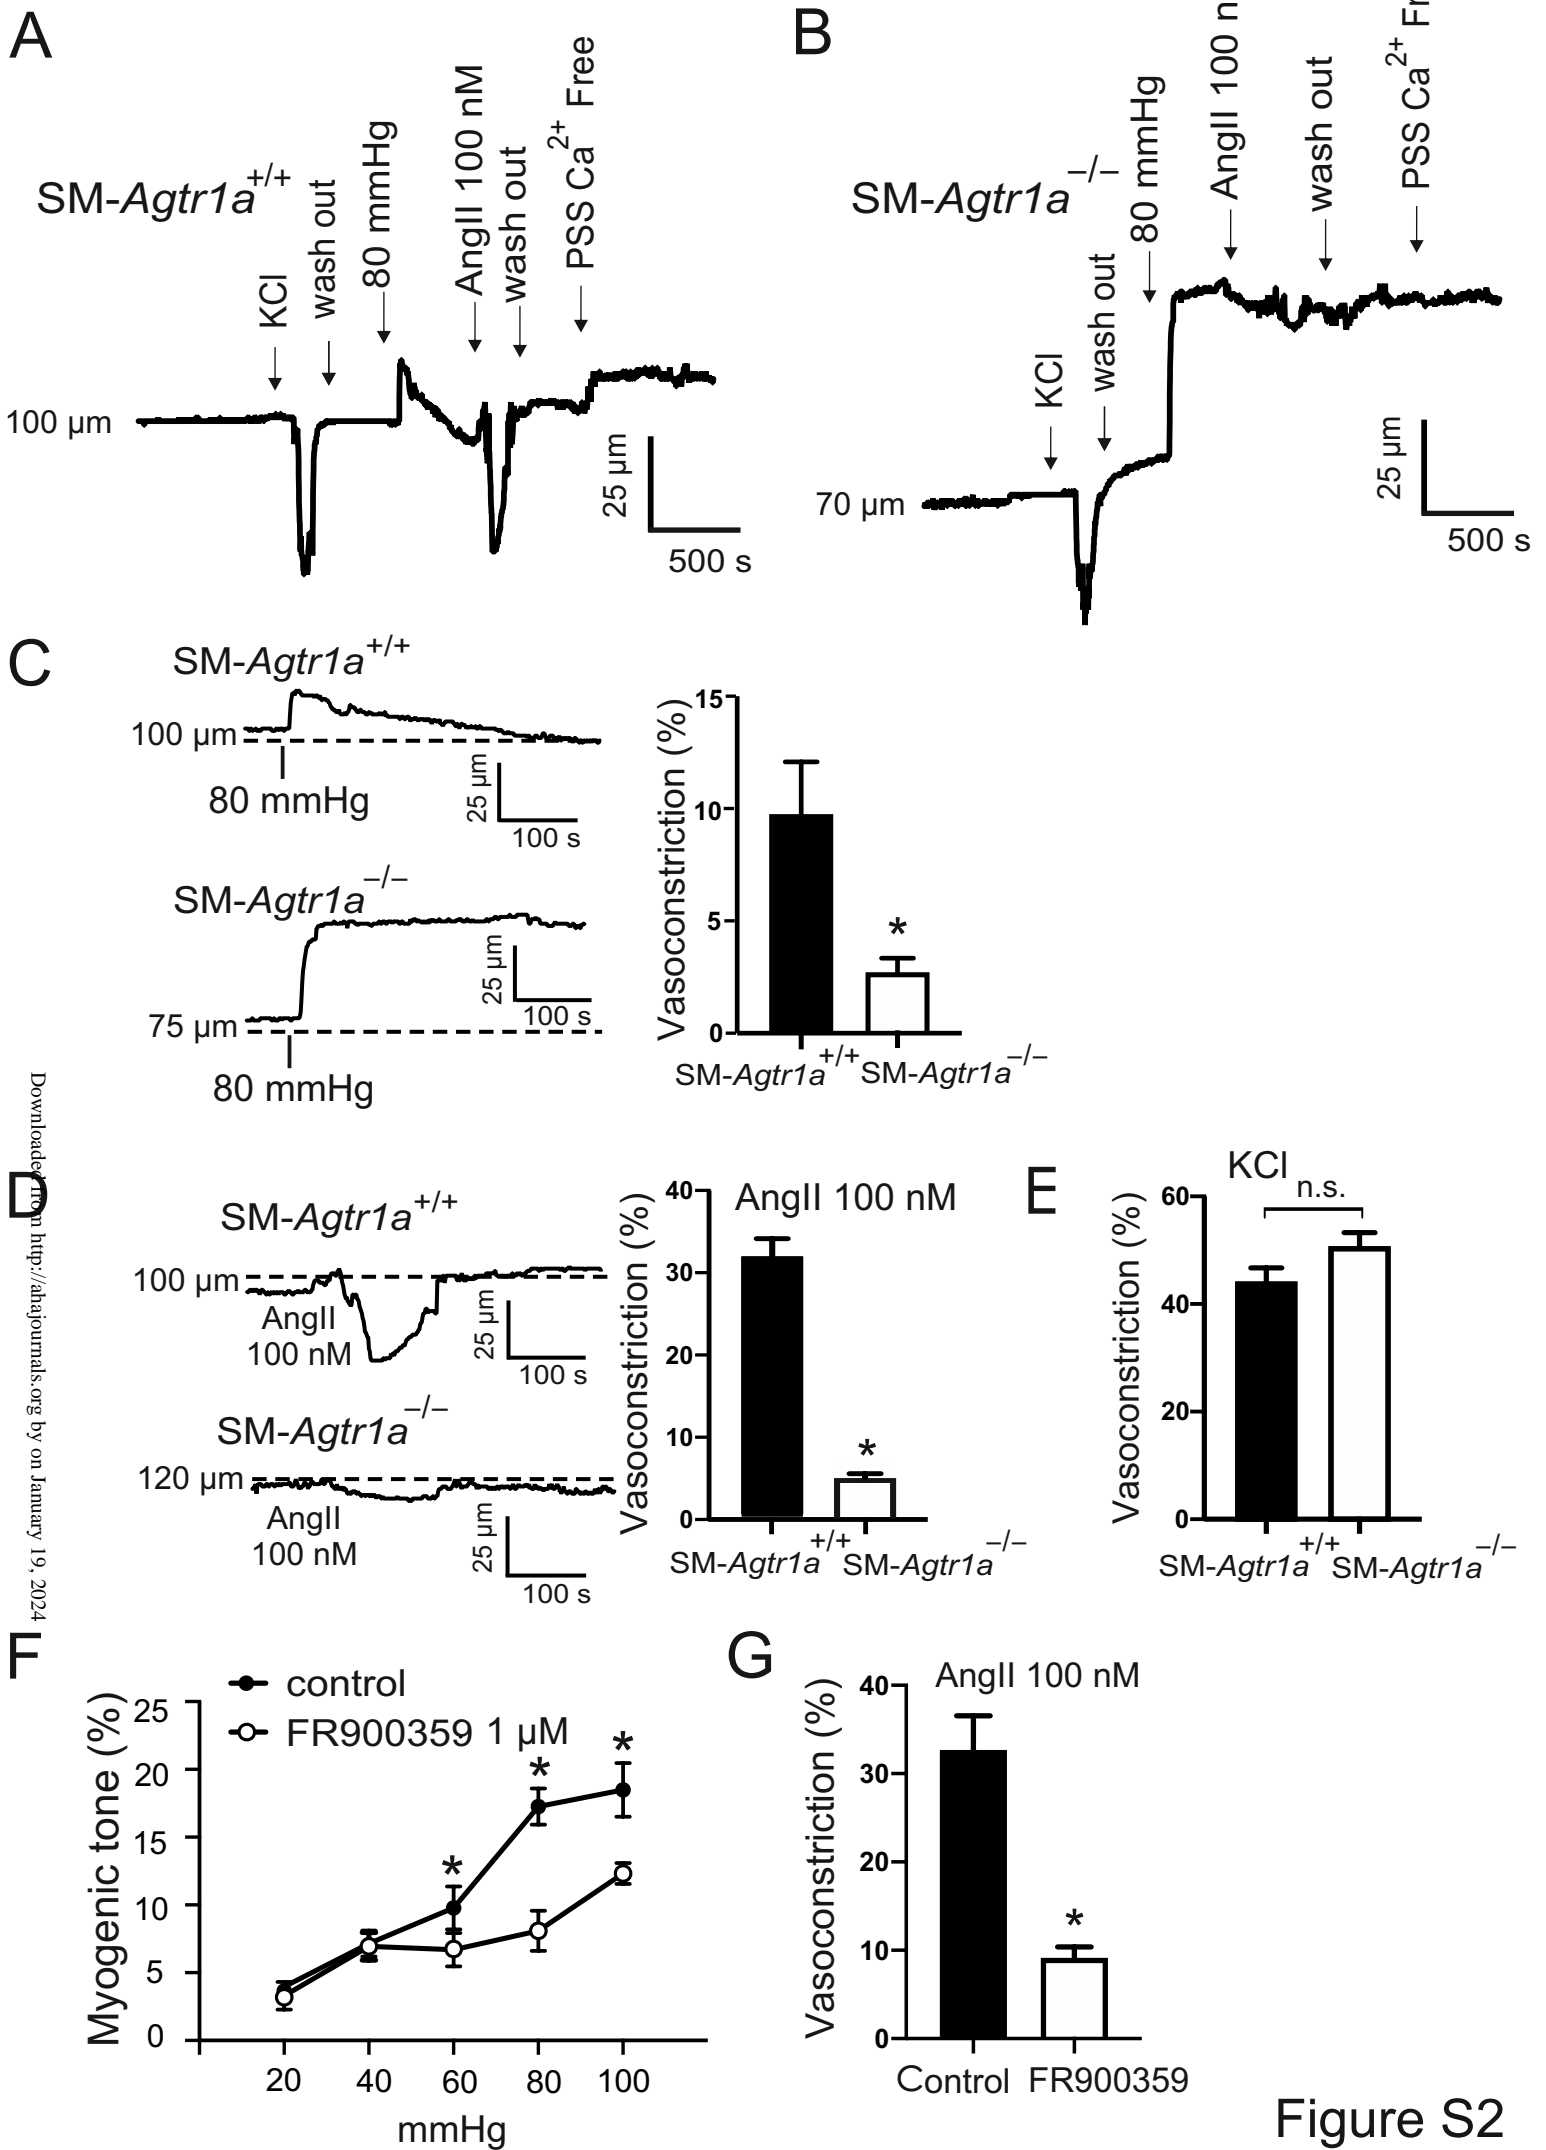 A
SM-Agtr1a+/+
KCl
wash out
80 mmHg
AngII 100 nM
wash out
PSS Ca2+ Free
100 µm
25 µm
500 s
B
SM-Agtr1a–/–
KCl
wash out
80 mmHg
AngII 100 n
wash out
PSS Ca2+ Fr
70 µm
25 µm
500 s
C
SM-Agtr1a+/+
100 µm
80 mmHg
25 µm
100 s
SM-Agtr1a–/–
75 µm
80 mmHg
25 µm
100 s
Vasoconstriction (%)
15
10
5
0
*
SM-Agtr1a+/+ SM-Agtr1a–/–
Downloaded from http://ahajournals.org by on January 19, 2024
D
SM-Agtr1a+/+
100 µm
AngII
100 nM
25 µm
100 s
SM-Agtr1a–/–
120 µm
AngII
100 nM
25 µm
100 s
Vasoconstriction (%)
AngII 100 nM
40
30
20
10
0
*
SM-Agtr1a+/+ SM-Agtr1a–/–
E
KCl
n.s.
Vasoconstriction (%)
60
40
20
0
SM-Agtr1a+/+ SM-Agtr1a–/–
F
control
FR900359 1 µM
Myogenic tone (%)
25
20
15
10
5
0
* * *
20 40 60 80 100
mmHg
G
AngII 100 nM
Vasoconstriction (%)
40
30
20
10
0
*
Control FR900359
Figure S2